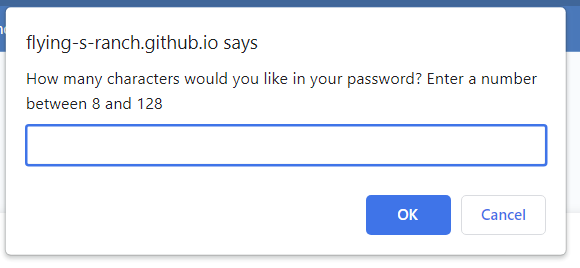 flying-s-ranch.github.io says
How many characters would you like in your password? Enter a number
between 8 and 128
OK
Cancel